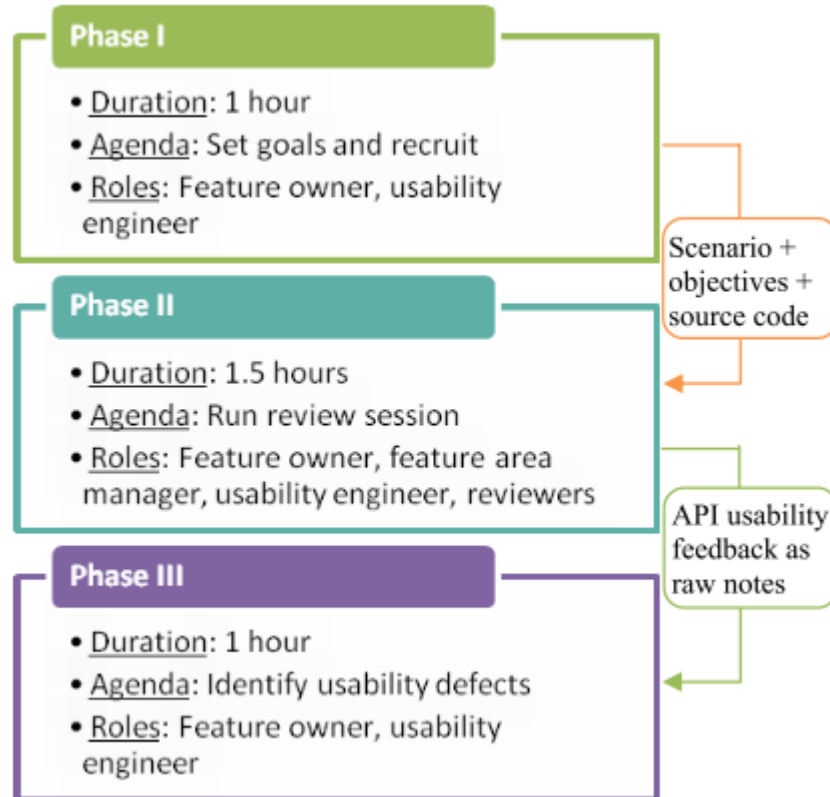 Phase I
• Duration: 1 hour
• Agenda: Set goals and recruit
• Roles: Feature owner, usability
engineer
Scenario +
objectives +
source code
Phase II
• Duration: 1.5 hours
• Agenda: Run review session
• Roles: Feature owner, feature area
manager, usability engineer, reviewers
API usability
feedback as
raw notes
Phase III
• Duration: 1 hour
• Agenda: Identify usability defects
• Roles: Feature owner, usability
engineer